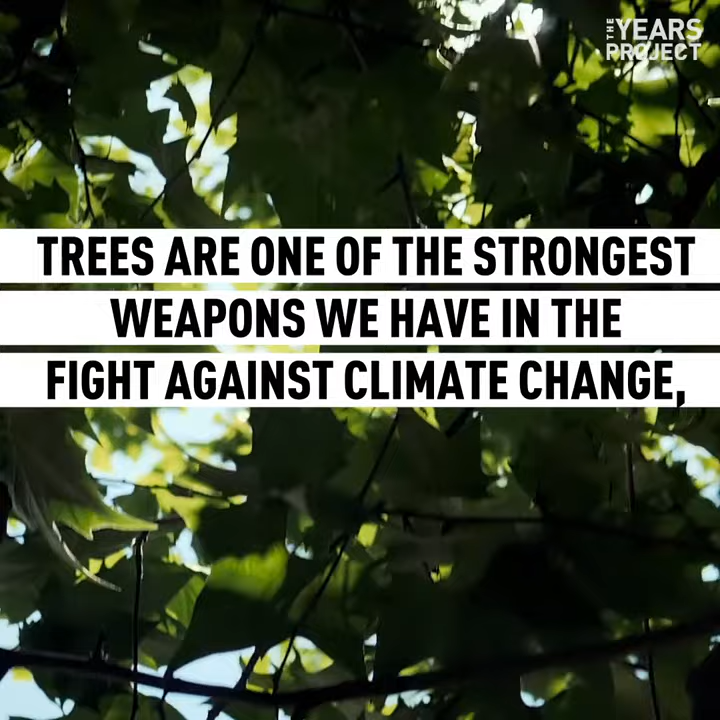 THE YEARS
PROJECT
TREES ARE ONE OF THE STRONGEST
WEAPONS WE HAVE IN THE
FIGHT AGAINST CLIMATE CHANGE,